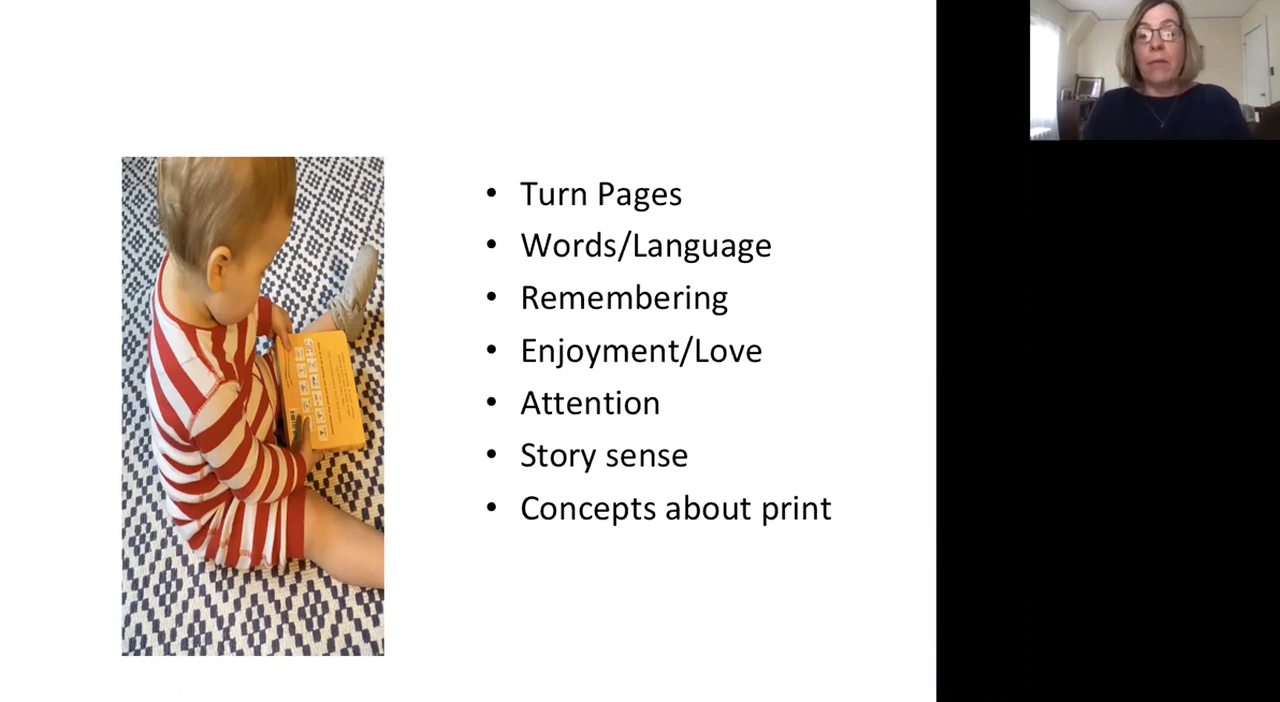 • Turn Pages
• Words/Language
• Remembering
• Enjoyment/Love
• Attention
• Story sense
• Concepts about print